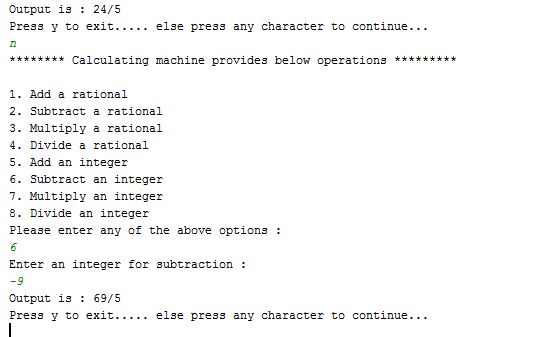 Output is : 24/5
Press y to exit..... else press any character to continue...
n
******** Calculating machine provides below operations *********
1. Add a rational
2. Subtract a rational
3. Multiply a rational
4. Divide a rational
5. Add an integer
6. Subtract an integer
7. Multiply an integer
8. Divide an integer
Please enter any of the above options :
6
Enter an integer for subtraction :
-9
Output is : 69/5
Press y to exit..... else press any character to continue...